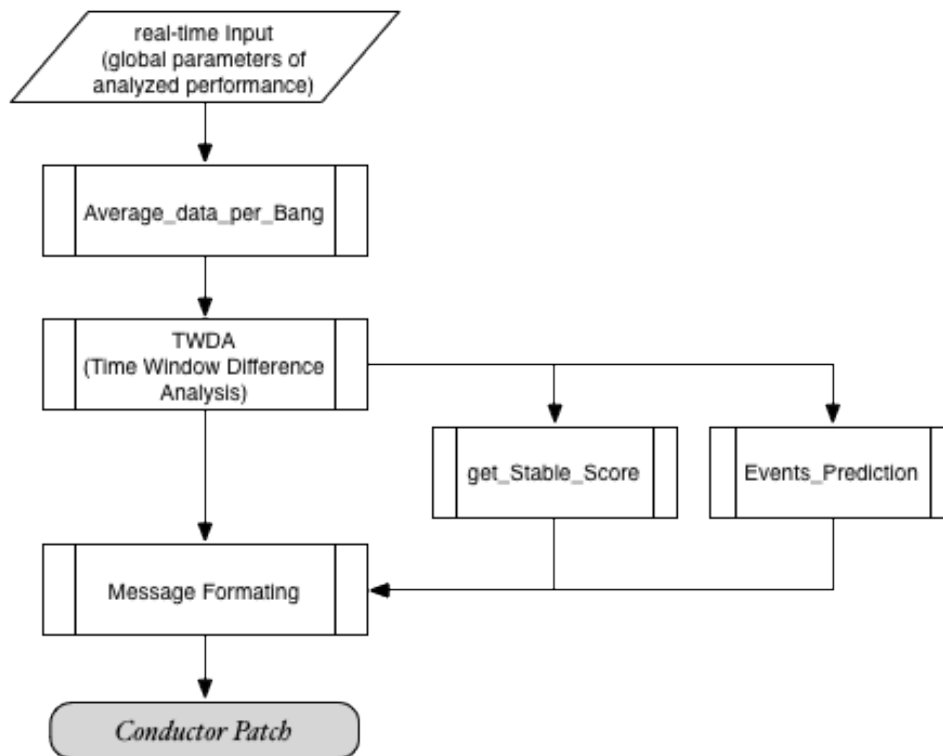 real-time Input
(global parameters of
analyzed performance)
Average_data_per_Bang
TWDA
(Time Window Difference
Analysis)
get_Stable_Score
Events_Prediction
Message Formating
Conductor Patch